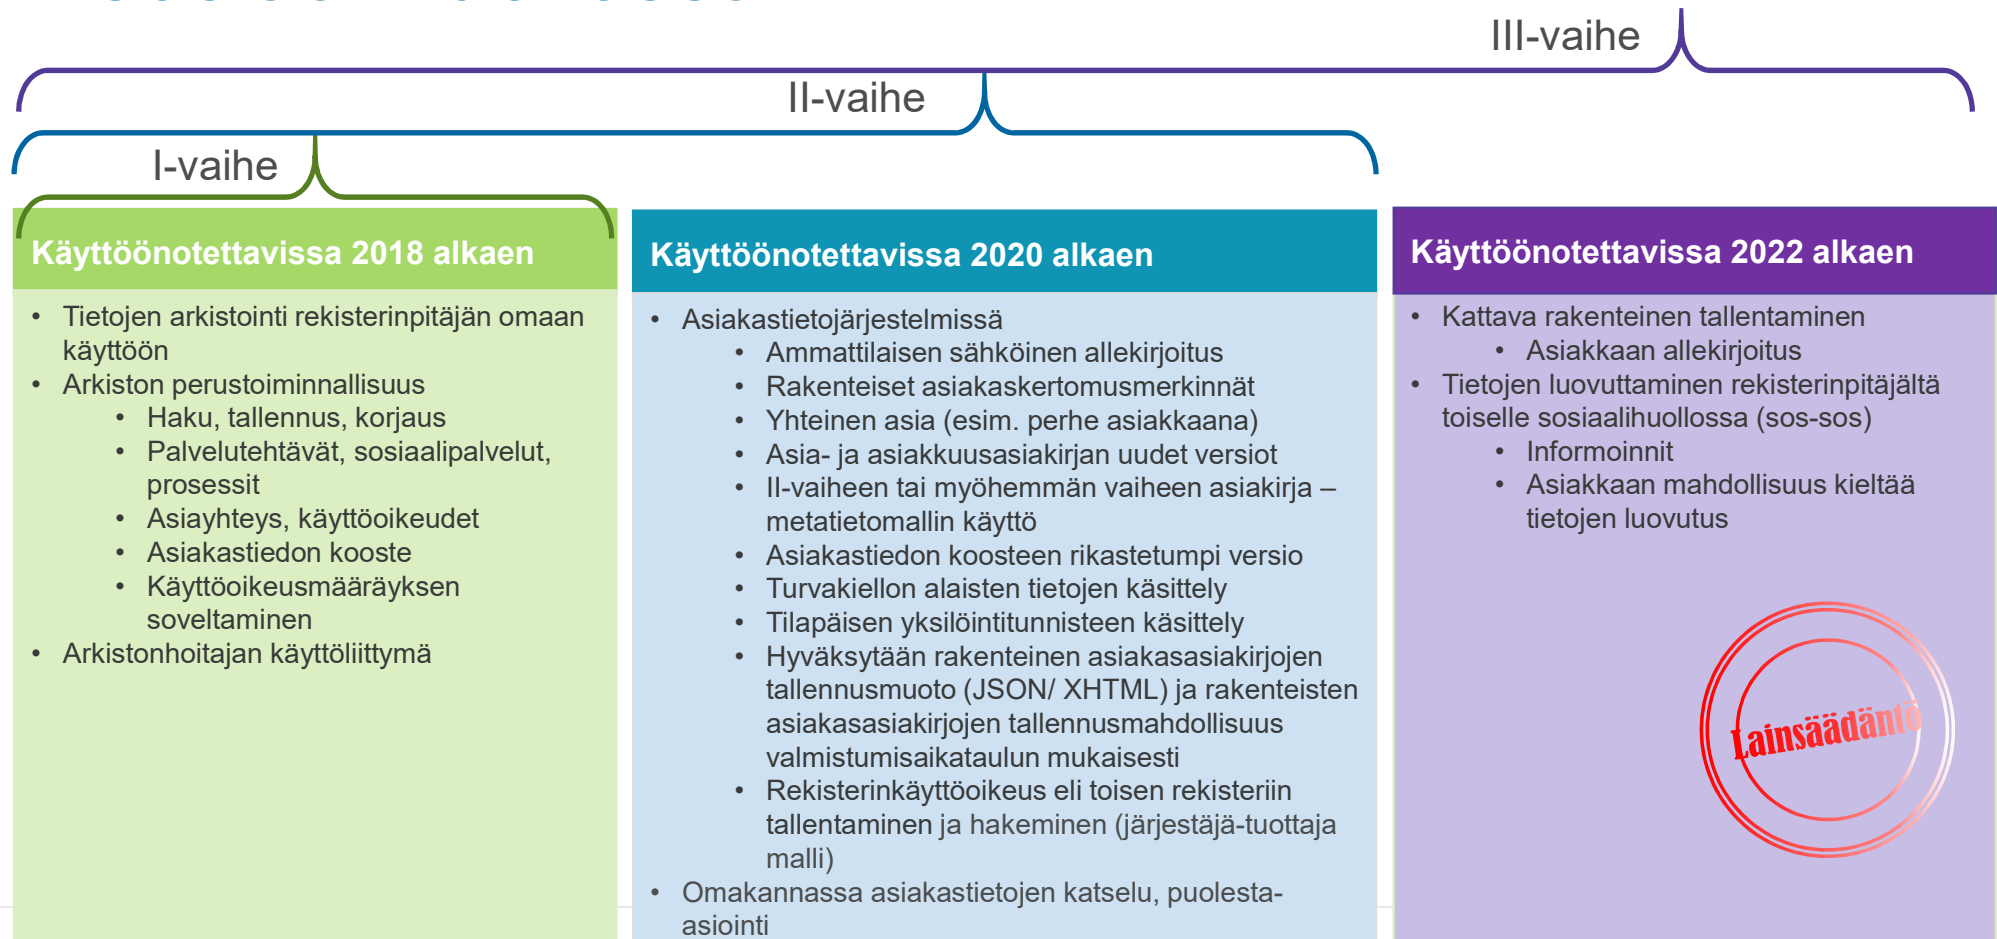 III-vaihe
II-vaihe
I-vaihe
Käyttöönotettavissa 2018 alkaen
• Tietojen arkistointi rekisterinpitäjän omaan
käyttöön
• Arkiston perustoiminnallisuus
• Haku, tallennus, korjaus
• Palvelutehtävät, sosiaalipalvelut,
prosessit
• Asiayhteys, käyttöoikeudet
• Asiakastiedon kooste
• Käyttöoikeusmääräyksen
soveltaminen
• Arkistonhoitajan käyttöliittymä
Käyttöönotettavissa 2020 alkaen
• Asiakastietojärjestelmissä
• Ammattilaisen sähköinen allekirjoitus
• Rakenteiset asiakaskertomusmerkinnät
• Yhteinen asia (esim. perhe asiakkaana)
• Asia- ja asiakkuusasiakirjan uudet versiot
• II-vaiheen tai myöhemmän vaiheen asiakirja –
metatietomallin käyttö
• Asiakastiedon koosteen rikastetumpi versio
• Turvakiellon alaisten tietojen käsittely
• Tilapäisen yksilöintitunnisteen käsittely
• Hyväksytään rakenteinen asiakasasiakirjojen
tallennusmuoto (JSON/ XHTML) ja rakenteisten
asiakasasiakirjojen tallennusmahdollisuus
valmistumisaikataulun mukaisesti
• Rekisterinkäyttöoikeus eli toisen rekisteriin
tallentaminen ja hakeminen (järjestäjä-tuottaja
malli)
• Omakannassa asiakastietojen katselu, puolesta-
asiointi
Käyttöönotettavissa 2022 alkaen
• Kattava rakenteinen tallentaminen
• Asiakkaan allekirjoitus
• Tietojen luovuttaminen rekisterinpitäjältä
toiselle sosiaalihuollossa (sos-sos)
• Informoinnit
• Asiakkaan mahdollisuus kieltää
tietojen luovutus
Lainsäädäntö